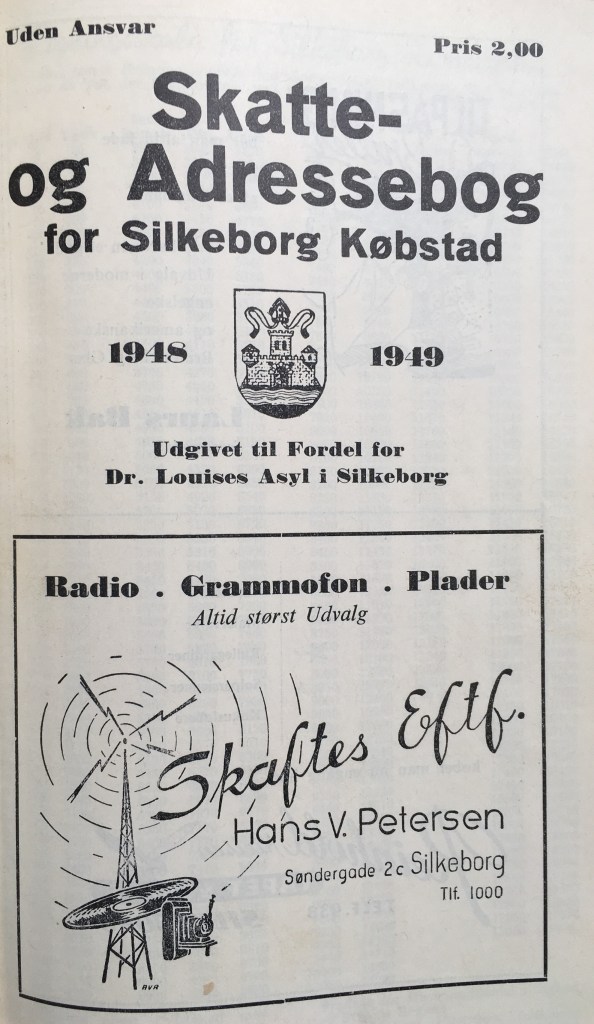 Uden Ansvar
Pris 2,00
Skatte-
og Adressebog
for Silkeborg Købstad
1948 1949
Udgivet til Fordel for
Dr. Louises Asyl i Silkeborg
Radio . Grammofon . Plader
Altid størst Udvalg
Skaftes Eftf.
Hans V. Petersen
Søndergade 2c Silkeborg
Tlf. 1000